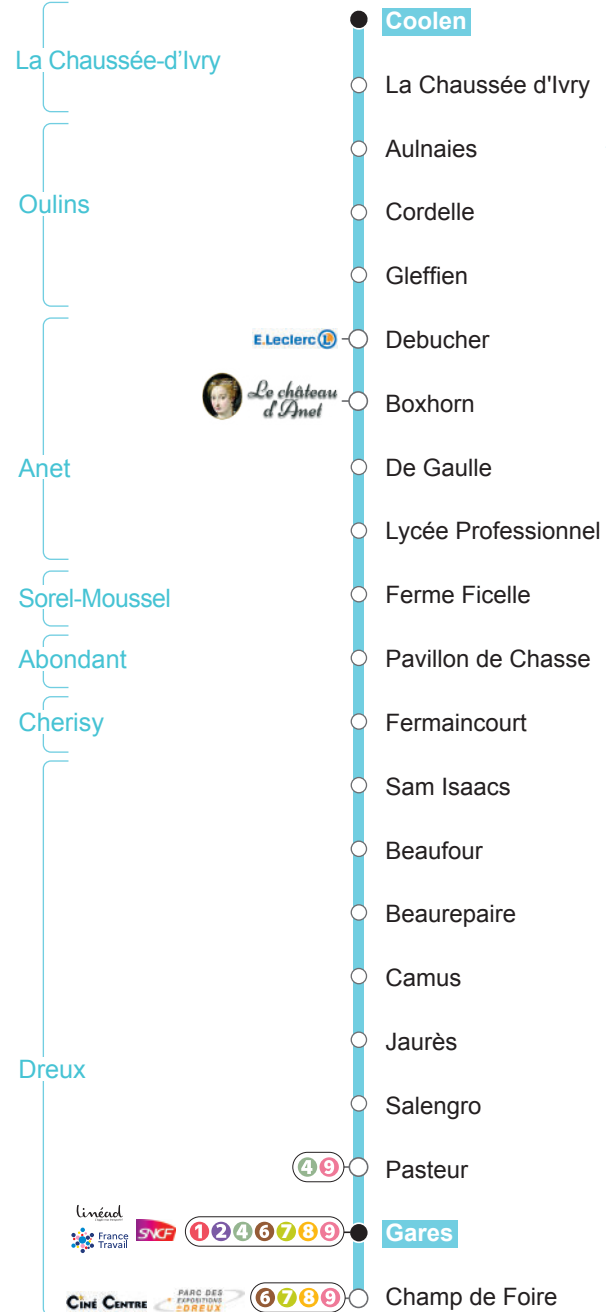 Coolen
La Chaussée-d'Ivry
La Chaussée d'Ivry
Aulnaies
Oulins
Cordelle
Gleffien
E.Leclerc L
Debucher
Le château
d'Anet
Boxhorn
Anet
De Gaulle
Lycée Professionnel
Sorel-Moussel
Ferme Ficelle
Abondant
Pavillon de Chasse
Cherisy
Fermaincourt
Sam Isaacs
Beaufour
Beaurepaire
Camus
Jaurès
Dreux
Salengro
4 9
Pasteur
Linéad
France
Travail
SNCF
1 2 4 6 7 8 9
Gares
CINÉ CENTRE
PARC DES
EXPOSITIONS
DREUX
6 7 8 9
Champ de Foire